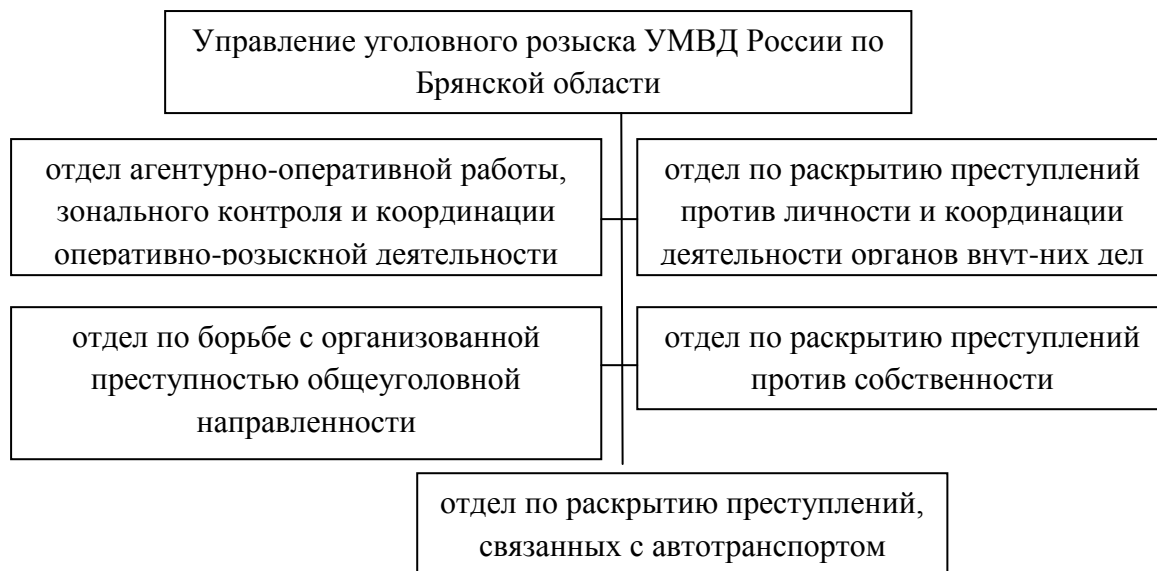 Управление уголовного розыска УМВД России по
Брянской области
отдел агентурно-оперативной работы,
зонального контроля и координации
оперативно-розыскной деятельности
отдел по раскрытию преступлений
против личности и координации
деятельности органов внут-них дел
отдел по борьбе с организованной
преступностью общеуголовной
направленности
отдел по раскрытию преступлений
против собственности
отдел по раскрытию преступлений,
связанных с автотранспортом